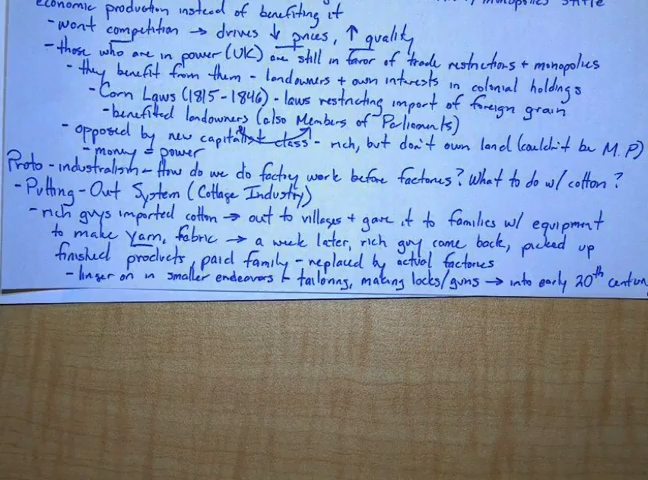 economic production instead of benefiting it
- want competition → drives ↓ prices, ↑ quality
- those who are in power (UK) are still in favor of trade restrictions + monopolies
- they benefit from them - landowners + own interests in colonial holdings
- Corn Laws (1815-1846) - laws restricting import of foreign grain
- benefitted landowners (also Members of Parliaments)
- opposed by new capitalist class - rich, but don't own land (couldn't be M.P)
- money = power
Proto-industralism - How do we do factory work before factories? What to do w/ cotton?
- Putting-Out System (Cottage Industry)
- rich guys imported cotton → out to villages + gave it to families w/ equipment
to make yarn, fabric → a week later, rich guy came back, picked up
finished products, paid family - replaced by actual factories
- linger on in smaller endeavors - tailoring, making locks/guns → into early 20th century